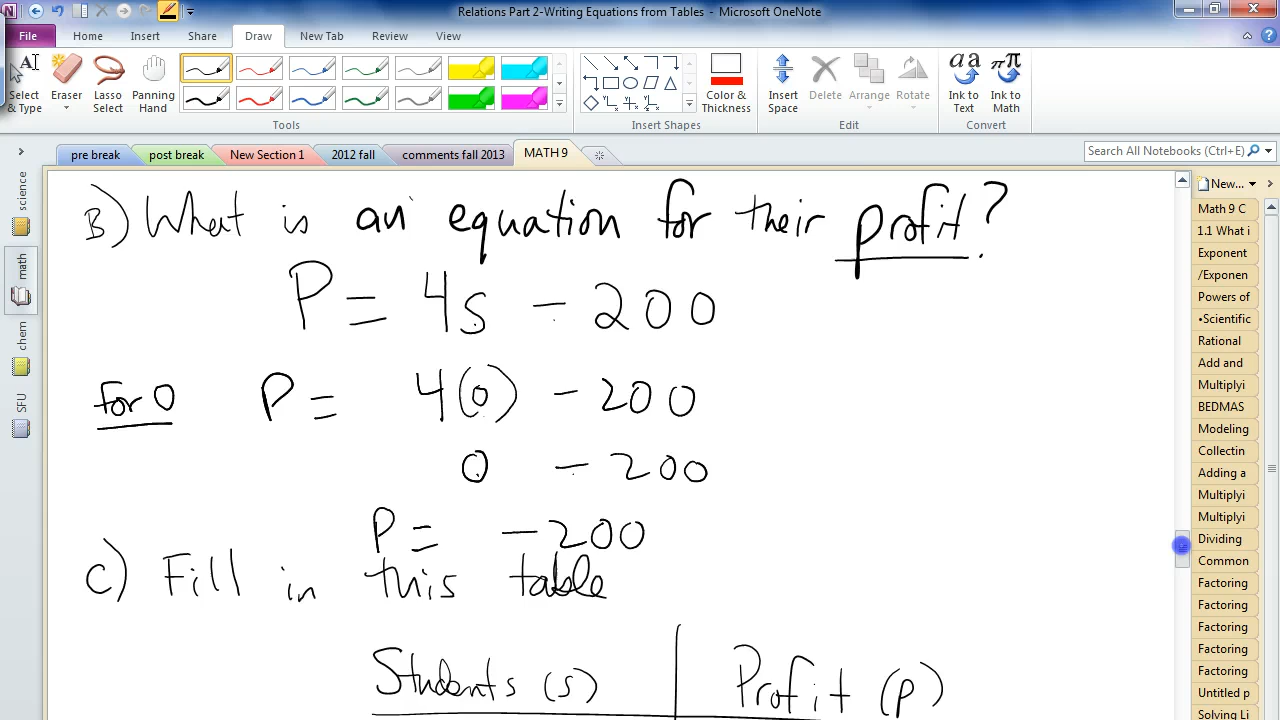 Relations Part 2-Writing Equations from Tables - Microsoft OneNote
File Home Insert Share Draw New Tab Review View
Select & Type
Eraser
Lasso Select
Panning Hand
Color & Thickness
Insert Space
Delete
Arrange
Rotate
Ink to Text
Ink to Math
Tools Insert Shapes Edit Convert
pre break post break New Section 1 2012 fall comments fall 2013 MATH 9
Search All Notebooks (Ctrl+E)
science
math
chem
SFU
B) What is an equation for their profit?
P = 4s - 200
for 0 P = 4(0) - 200
0 - 200
P = - 200
C) Fill in this table
Students (s) Profit (p)
New...
Math 9 C
1.1 What i
Exponent
/Exponen
Powers of
•Scientific
Rational
Add and
Multiplyi
BEDMAS
Modeling
Collectin
Adding a
Multiplyi
Multiplyi
Dividing
Common
Factoring
Factoring
Factoring
Factoring
Factoring
Untitled p
Solving Li